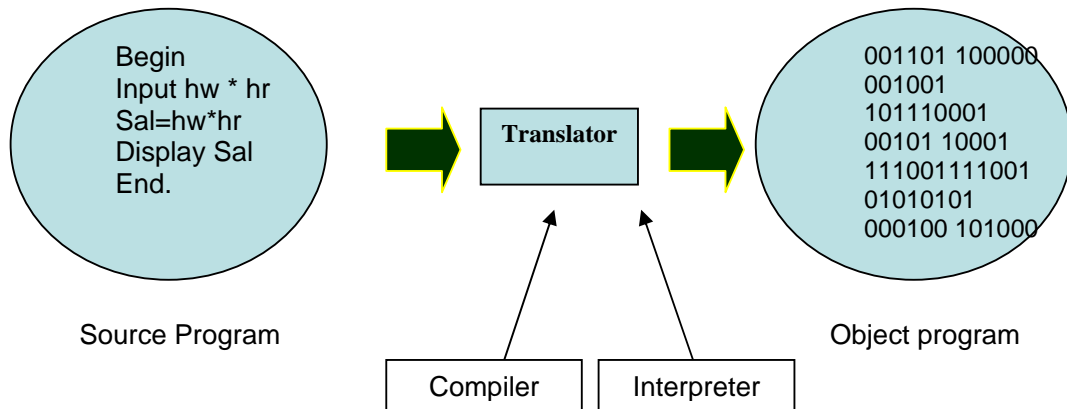 Begin
Input hw * hr
Sal=hw*hr
Display Sal
End.
Translator
001101 100000
001001
101110001
00101 10001
111001111001
01010101
000100 101000
Source Program
Object program
Compiler
Interpreter